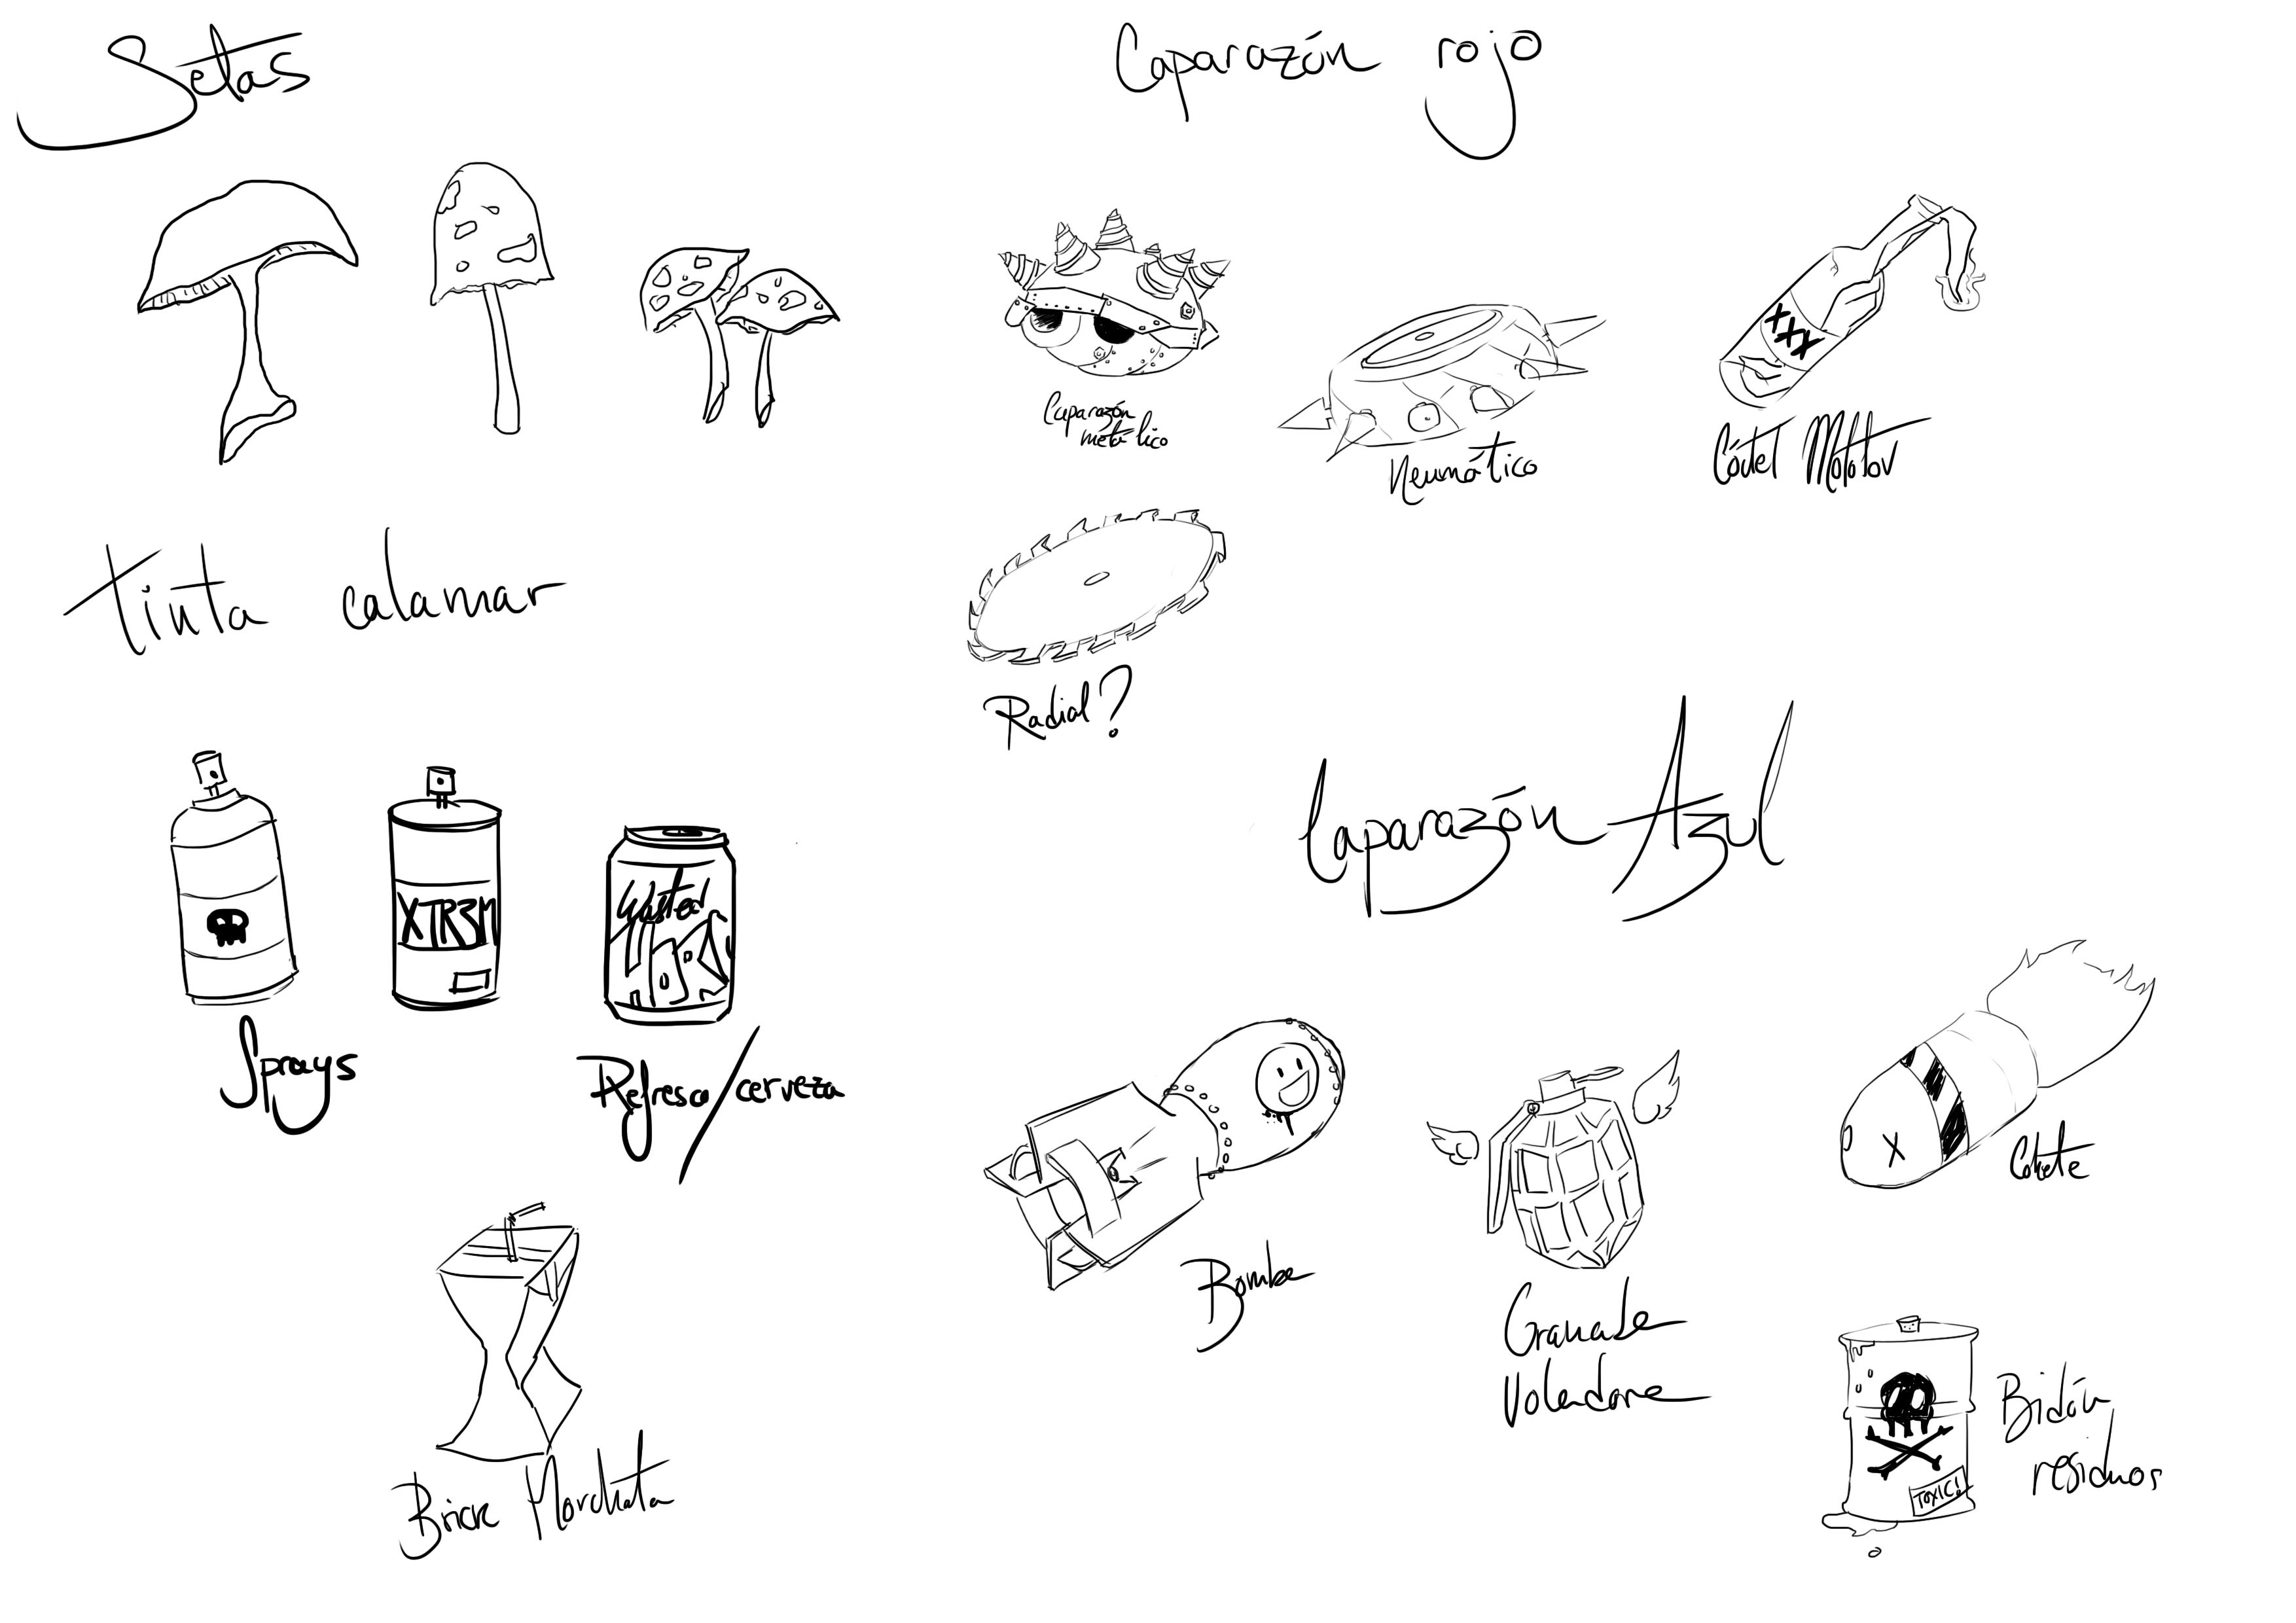 Setas
Caparazón rojo
XXX
Caparazón
metálico
Neumático
Cóctel Molotov
Tinta calamar
Radial?
Caparazón Azul
XTR3M
Wasted
Sprays
Refresco/cerveza
X
Cohete
Bomba
Granada
Voladora
Brick Horchata
TOXIC!
Bidón
residuos